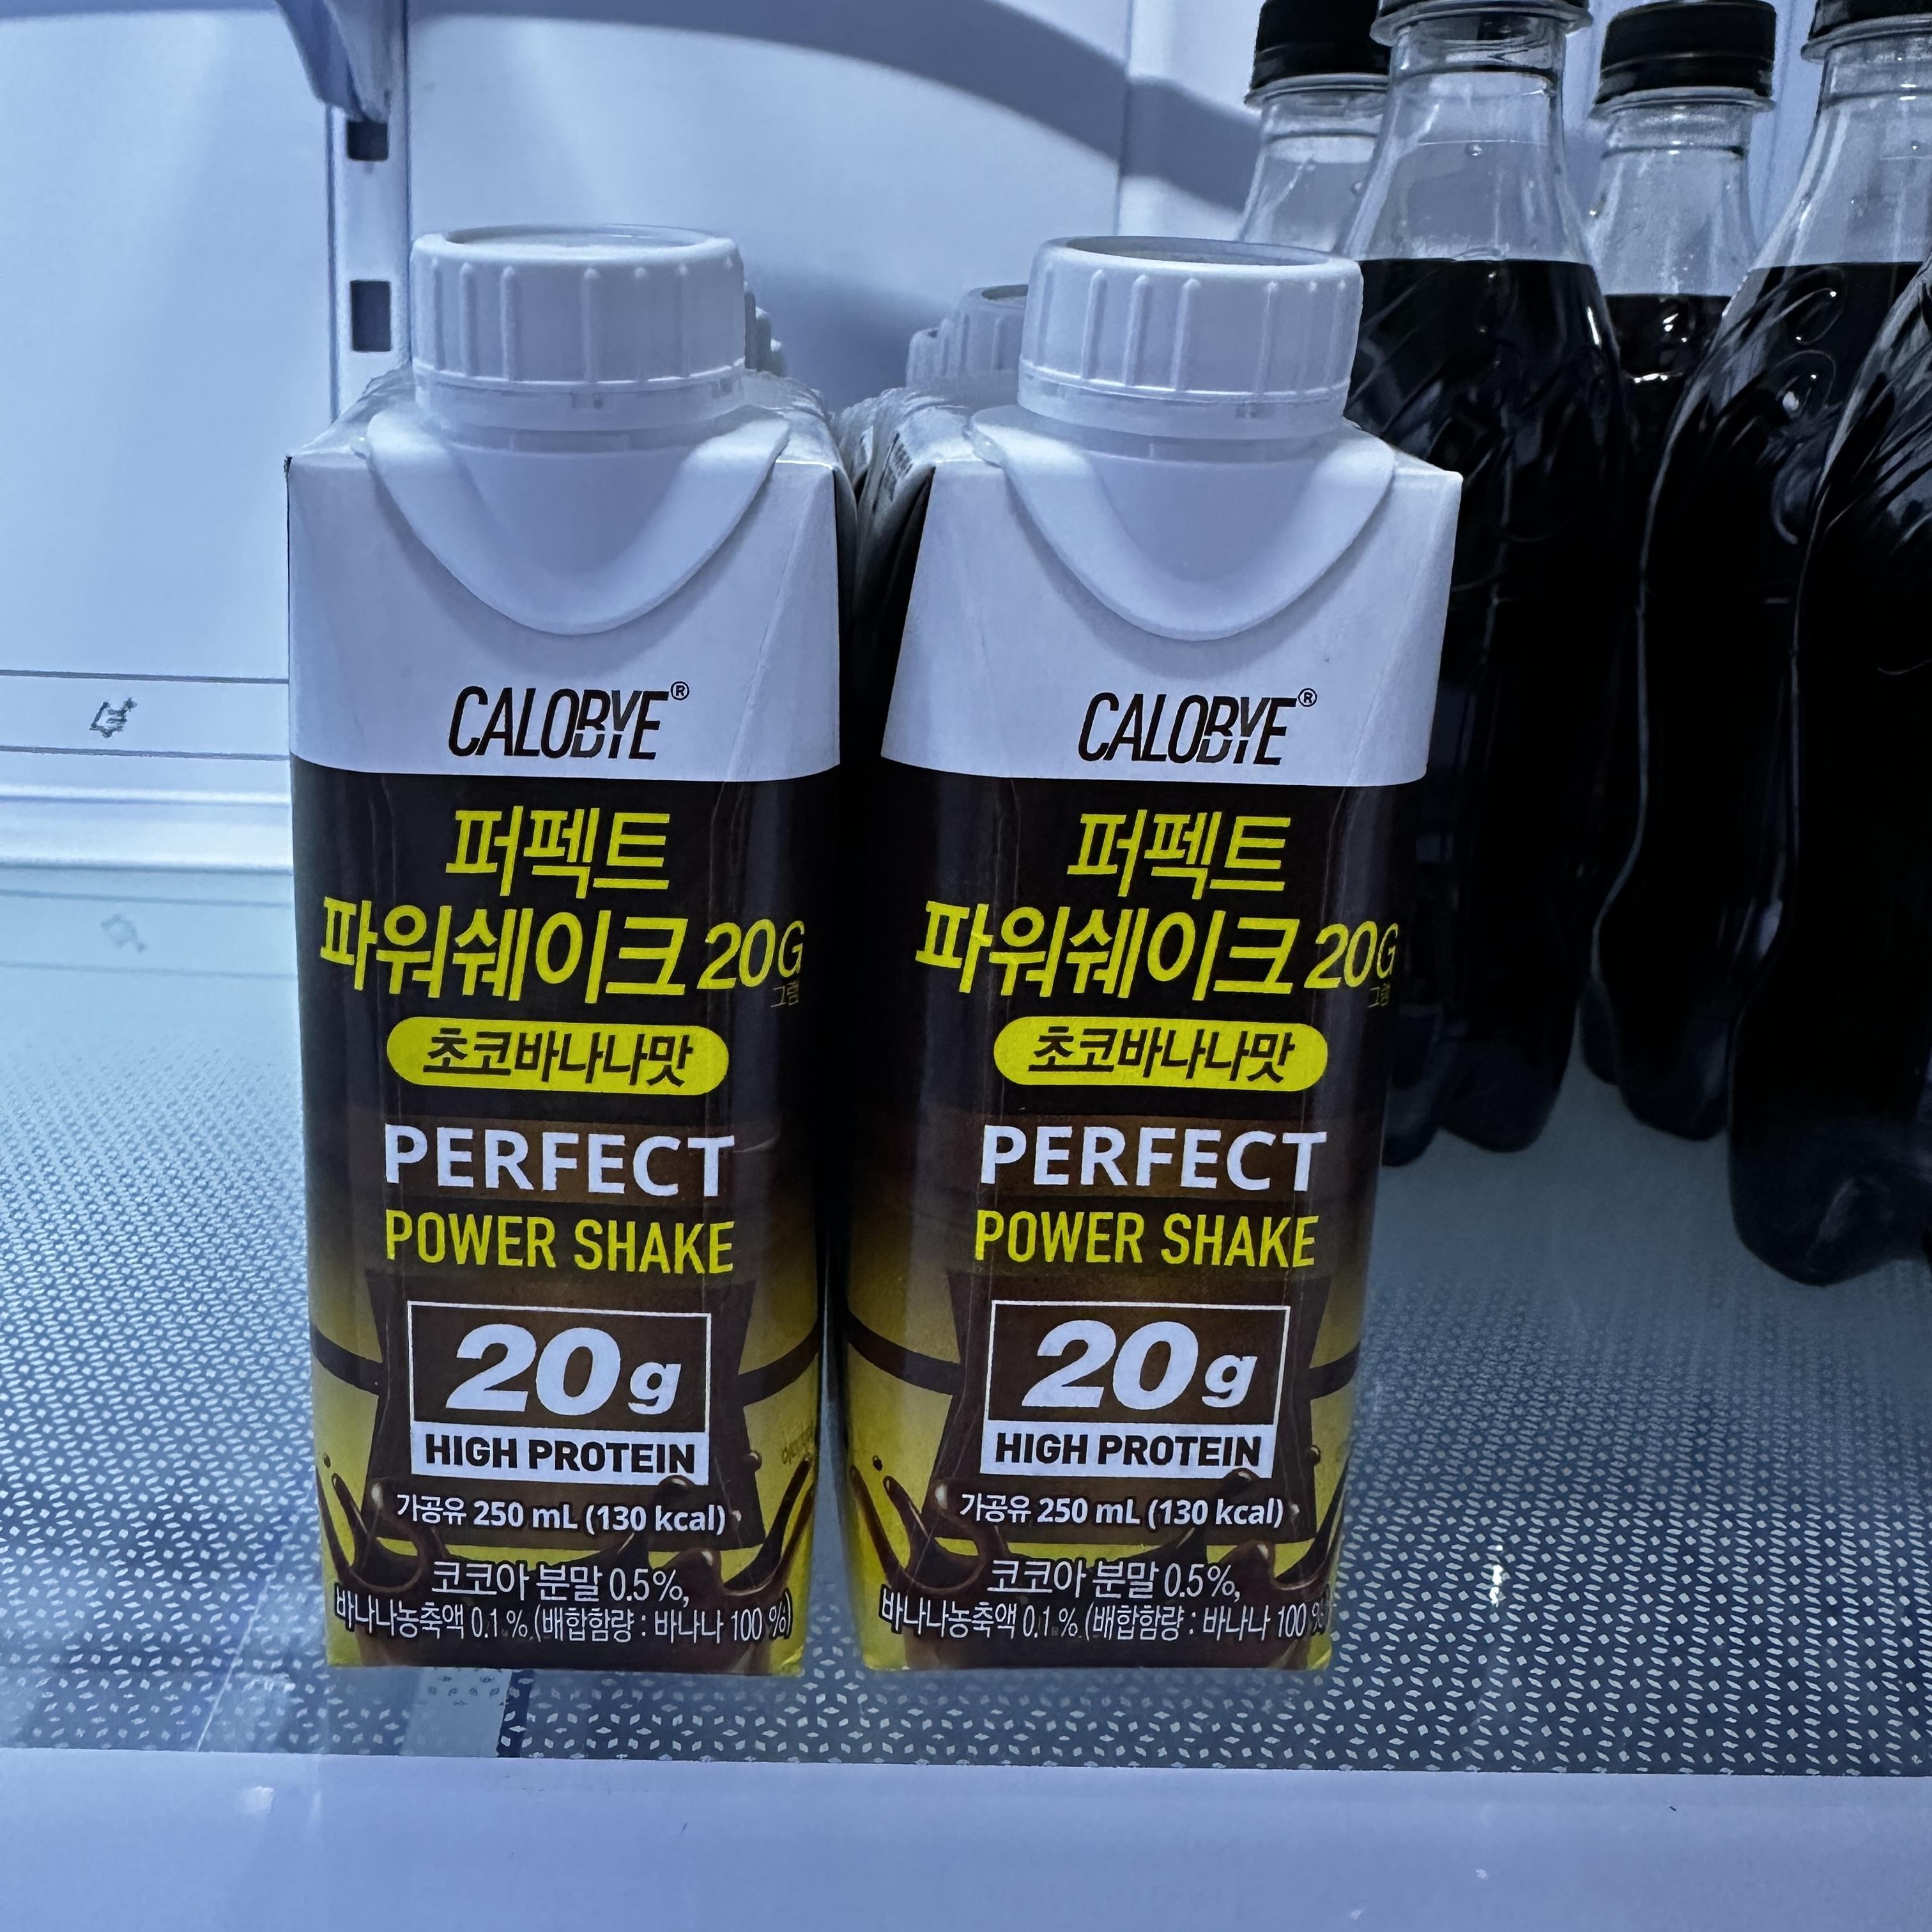 CALOBYE®
퍼펙트
파워쉐이크 20G
그램
초코바나나맛
PERFECT
POWER SHAKE
20g
HIGH PROTEIN
가공유 250 mL (130 kcal)
코코아 분말 0.5%,
바나나농축액 0.1% (배합함량 : 바나나 100 %)
CALOBYE®
퍼펙트
파워쉐이크 20G
그램
초코바나나맛
PERFECT
POWER SHAKE
20g
HIGH PROTEIN
가공유 250 mL (130 kcal)
코코아 분말 0.5%,
바나나농축액 0.1% (배합함량 : 바나나 100 %